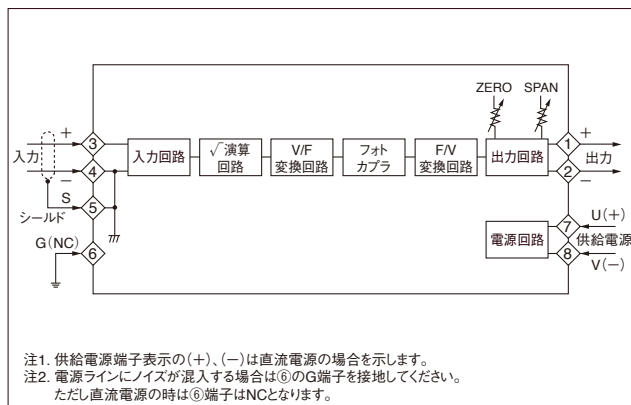 ZERO SPAN
+ 3 入力回路 √演算回路 V/F変換回路 フォトカプラ F/V変換回路 出力回路 1 +
入力 出力
− 4 2 −
S 5
シールド
G(NC) 6
電源回路
7 U(+)
供給電源
8 V(−)
注1. 供給電源端子表示の(+)、(−)は直流電源の場合を示します。
注2. 電源ラインにノイズが混入する場合は⑥のG端子を接地してください。
ただし直流電源の時は⑥端子はNCとなります。